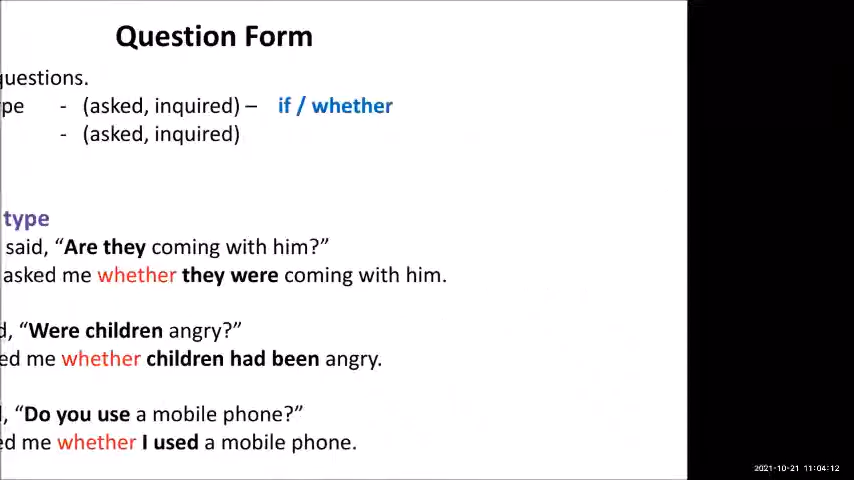 Question Form
questions.
pe - (asked, inquired) – if / whether
- (asked, inquired)
type
said, “Are they coming with him?”
asked me whether they were coming with him.
d, “Were children angry?”
ed me whether children had been angry.
, “Do you use a mobile phone?”
ed me whether I used a mobile phone.
2021-10-21 11:04:12